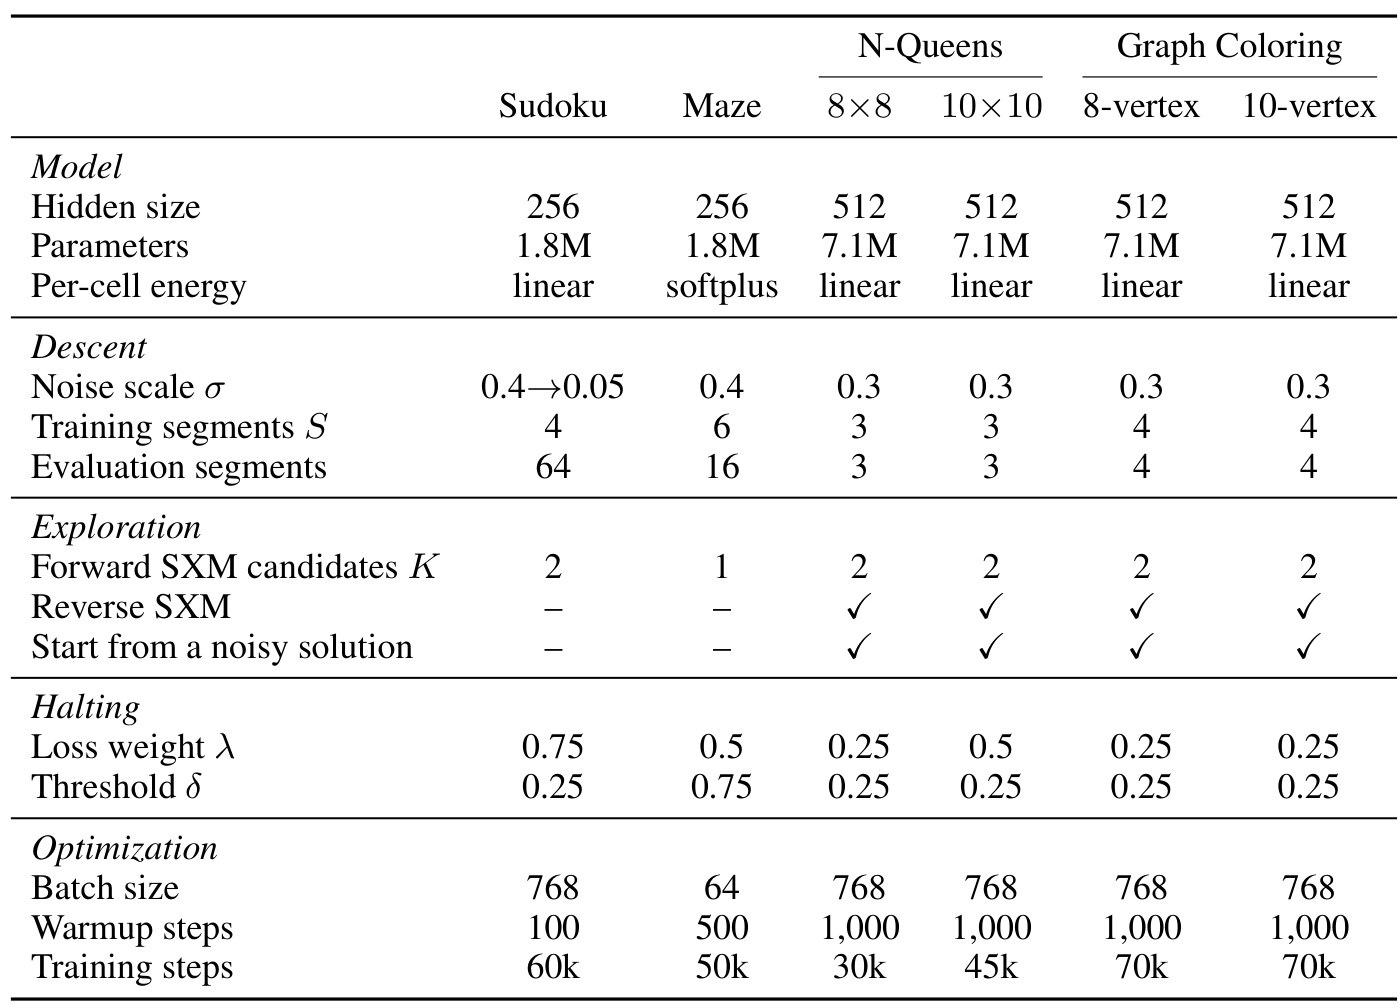 N-Queens Graph Coloring
Sudoku Maze 8×8 10×10 8-vertex 10-vertex
Model
Hidden size 256 256 512 512 512 512
Parameters 1.8M 1.8M 7.1M 7.1M 7.1M 7.1M
Per-cell energy linear softplus linear linear linear linear
Descent
Noise scale σ 0.4→0.05 0.4 0.3 0.3 0.3 0.3
Training segments S 4 6 3 3 4 4
Evaluation segments 64 16 3 3 4 4
Exploration
Forward SXM candidates K 2 1 2 2 2 2
Reverse SXM – – ✓ ✓ ✓ ✓
Start from a noisy solution – – ✓ ✓ ✓ ✓
Halting
Loss weight λ 0.75 0.5 0.25 0.5 0.25 0.25
Threshold δ 0.25 0.75 0.25 0.25 0.25 0.25
Optimization
Batch size 768 64 768 768 768 768
Warmup steps 100 500 1,000 1,000 1,000 1,000
Training steps 60k 50k 30k 45k 70k 70k